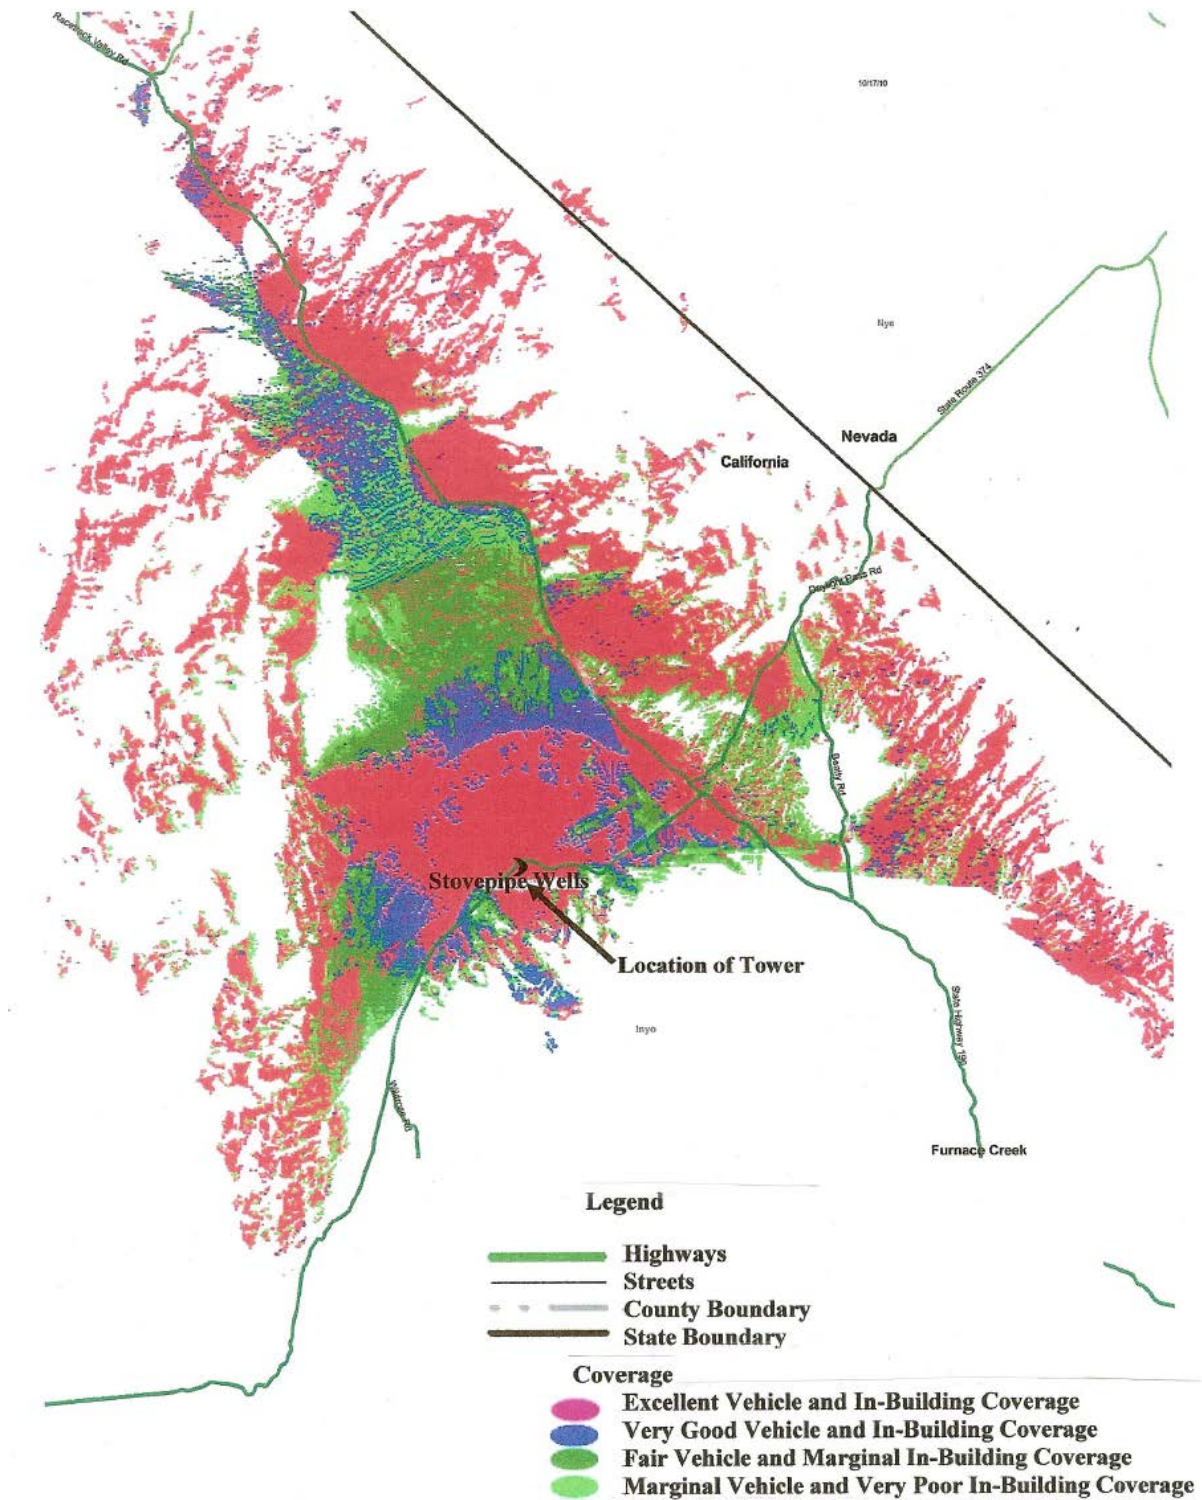 Racetrack Valley Rd
10/17/10
Nye
State Route 374
Nevada
California
Daylight Pass Rd
Beatty Rd
Stovepipe Wells
Location of Tower
State Highway 190
Inyo
Wildrose Rd
Furnace Creek
Legend
Highways
Streets
County Boundary
State Boundary
Coverage
Excellent Vehicle and In-Building Coverage
Very Good Vehicle and In-Building Coverage
Fair Vehicle and Marginal In-Building Coverage
Marginal Vehicle and Very Poor In-Building Coverage